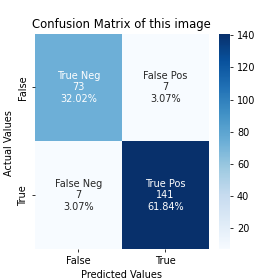 Confusion Matrix of this image
True Neg
73
32.02%
False Pos
7
3.07%
False Neg
7
3.07%
True Pos
141
61.84%
False
True
Actual Values
False
True
Predicted Values
140
120
100
80
60
40
20